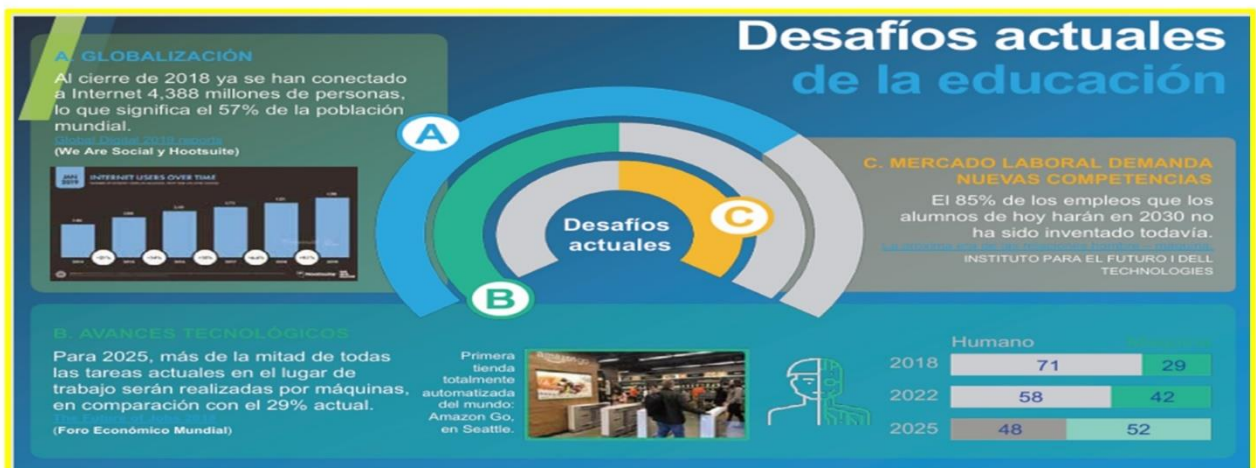 Desafíos actuales
de la educación
A. GLOBALIZACIÓN
Al cierre de 2018 ya se han conectado
a Internet 4,388 millones de personas,
lo que significa el 57% de la población
mundial.
(We Are Social y Hootsuite)
JAN
2019
INTERNET USERS OVER TIME
A
B
C
Desafíos
actuales
C. MERCADO LABORAL DEMANDA
NUEVAS COMPETENCIAS
El 85% de los empleos que los
alumnos de hoy harán en 2030 no
ha sido inventado todavía.
INSTITUTO PARA EL FUTURO I DELL
TECHNOLOGIES
B. AVANCES TECNOLÓGICOS
Para 2025, más de la mitad de todas
las tareas actuales en el lugar de
trabajo serán realizadas por máquinas,
en comparación con el 29% actual.
(Foro Económico Mundial)
Primera
tienda
totalmente
automatizada
del mundo:
Amazon Go,
en Seattle.
Humano
2018 71 29
2022 58 42
2025 48 52